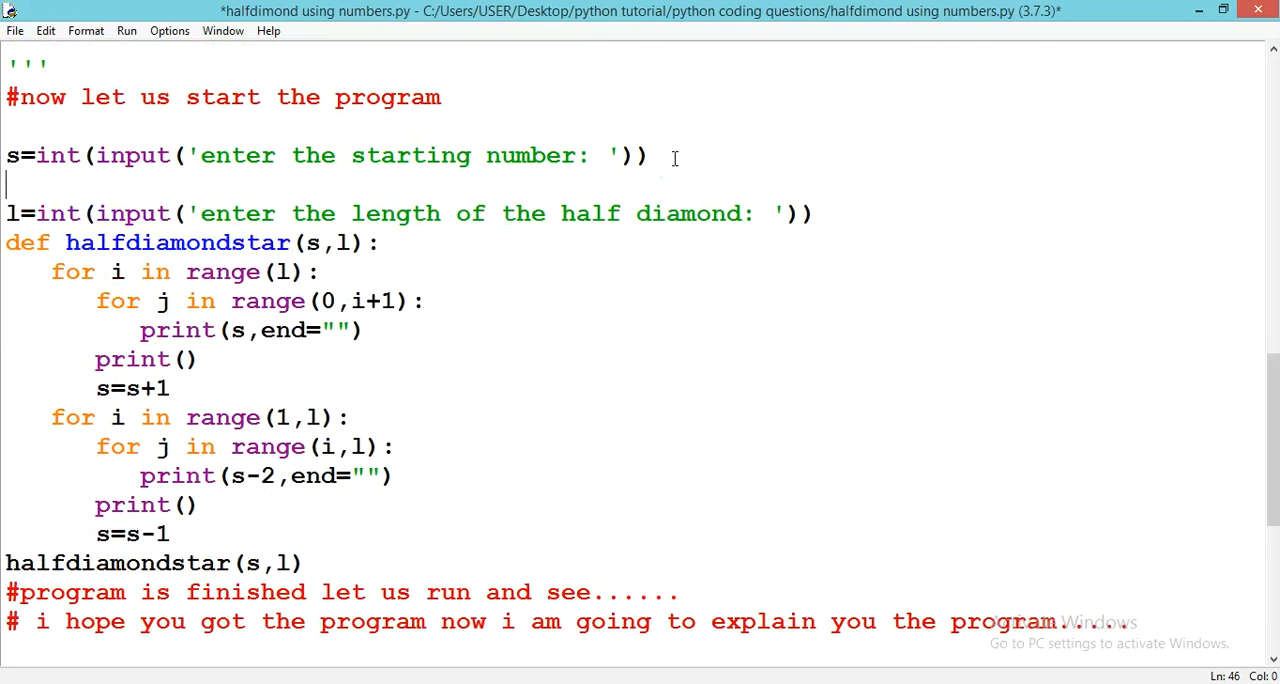 *halfdimond using numbers.py - C:/Users/USER/Desktop/python tutorial/python coding questions/halfdimond using numbers.py (3.7.3)*
File Edit Format Run Options Window Help
'''
#now let us start the program
s=int(input('enter the starting number: '))
l=int(input('enter the length of the half diamond: '))
def halfdiamondstar(s,l):
for i in range(l):
for j in range(0,i+1):
print(s,end="")
print()
s=s+1
for i in range(1,l):
for j in range(i,l):
print(s-2,end="")
print()
s=s-1
halfdiamondstar(s,l)
#program is finished let us run and see......
# i hope you got the program now i am going to explain you the program.....
Activate Windows
Go to PC settings to activate Windows.
Ln: 46 Col: 0